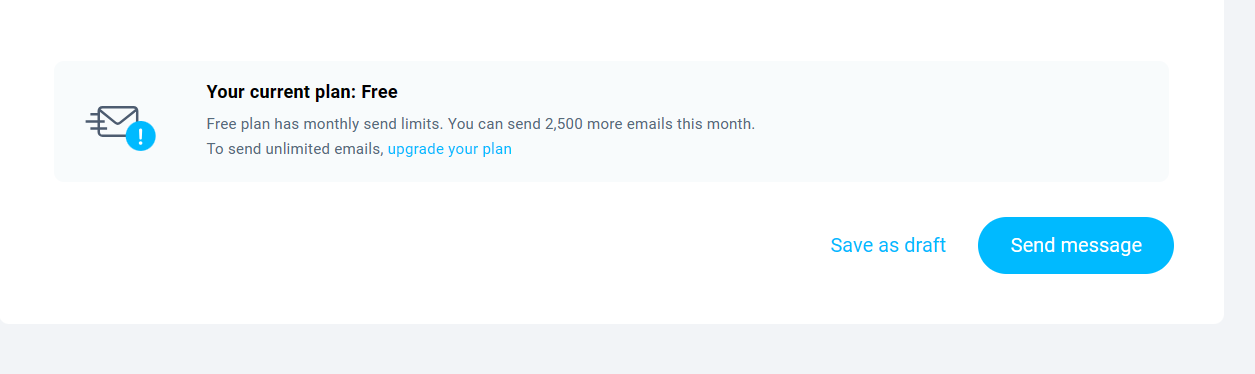 Your current plan: Free
Free plan has monthly send limits. You can send 2,500 more emails this month.
To send unlimited emails, upgrade your plan
Save as draft
Send message